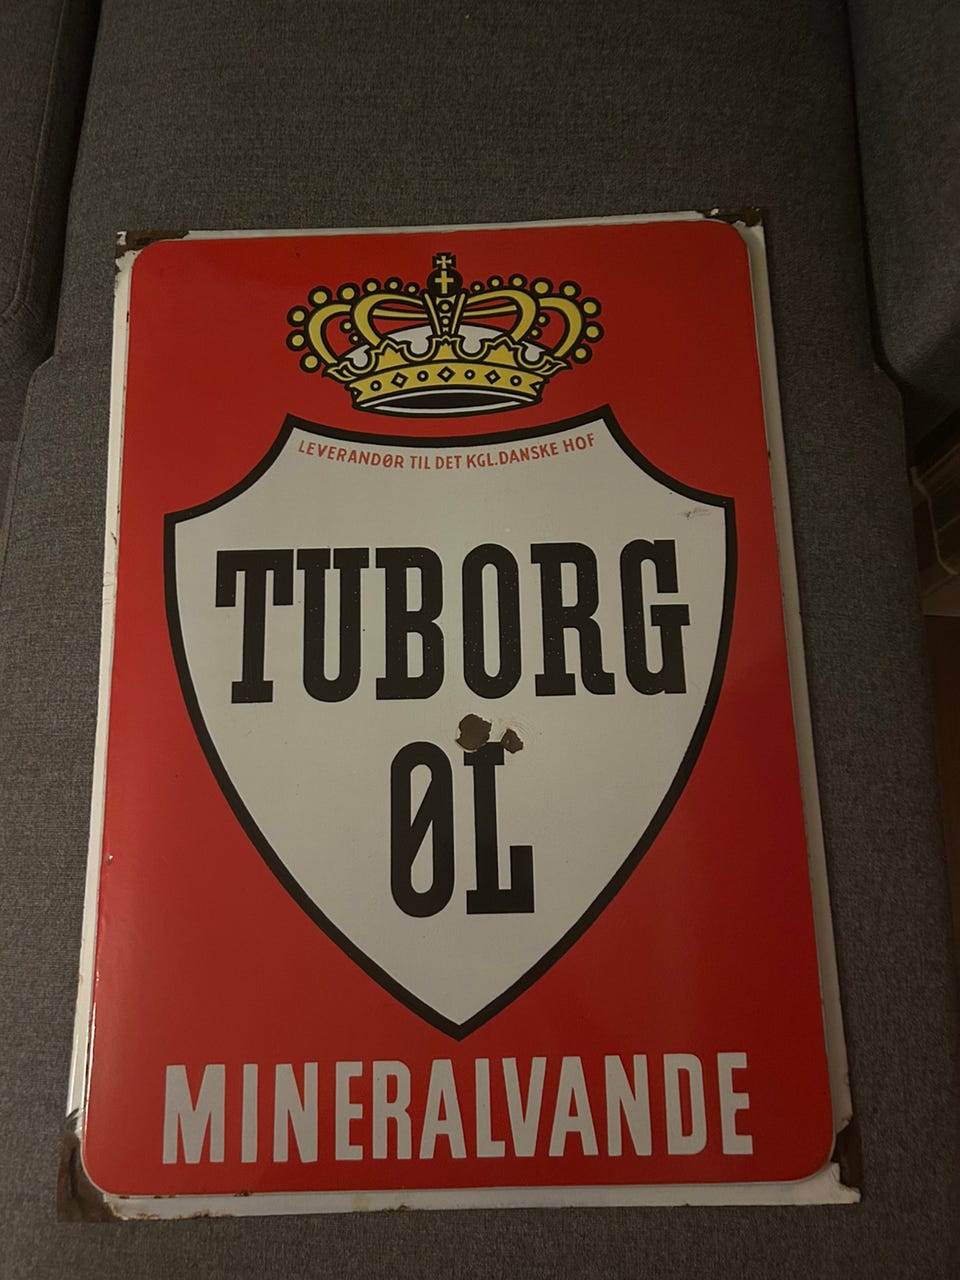 LEVERANDØR TIL DET KGL. DANSKE HOF
TUBORG
ØL
MINERALVANDE